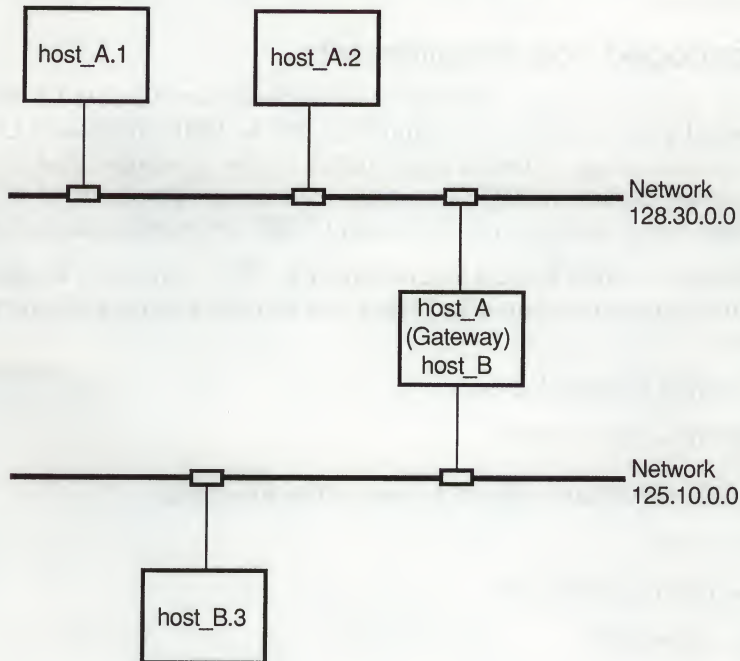 host_A.1
host_A.2
Network
128.30.0.0
host_A
(Gateway)
host_B
Network
125.10.0.0
host_B.3